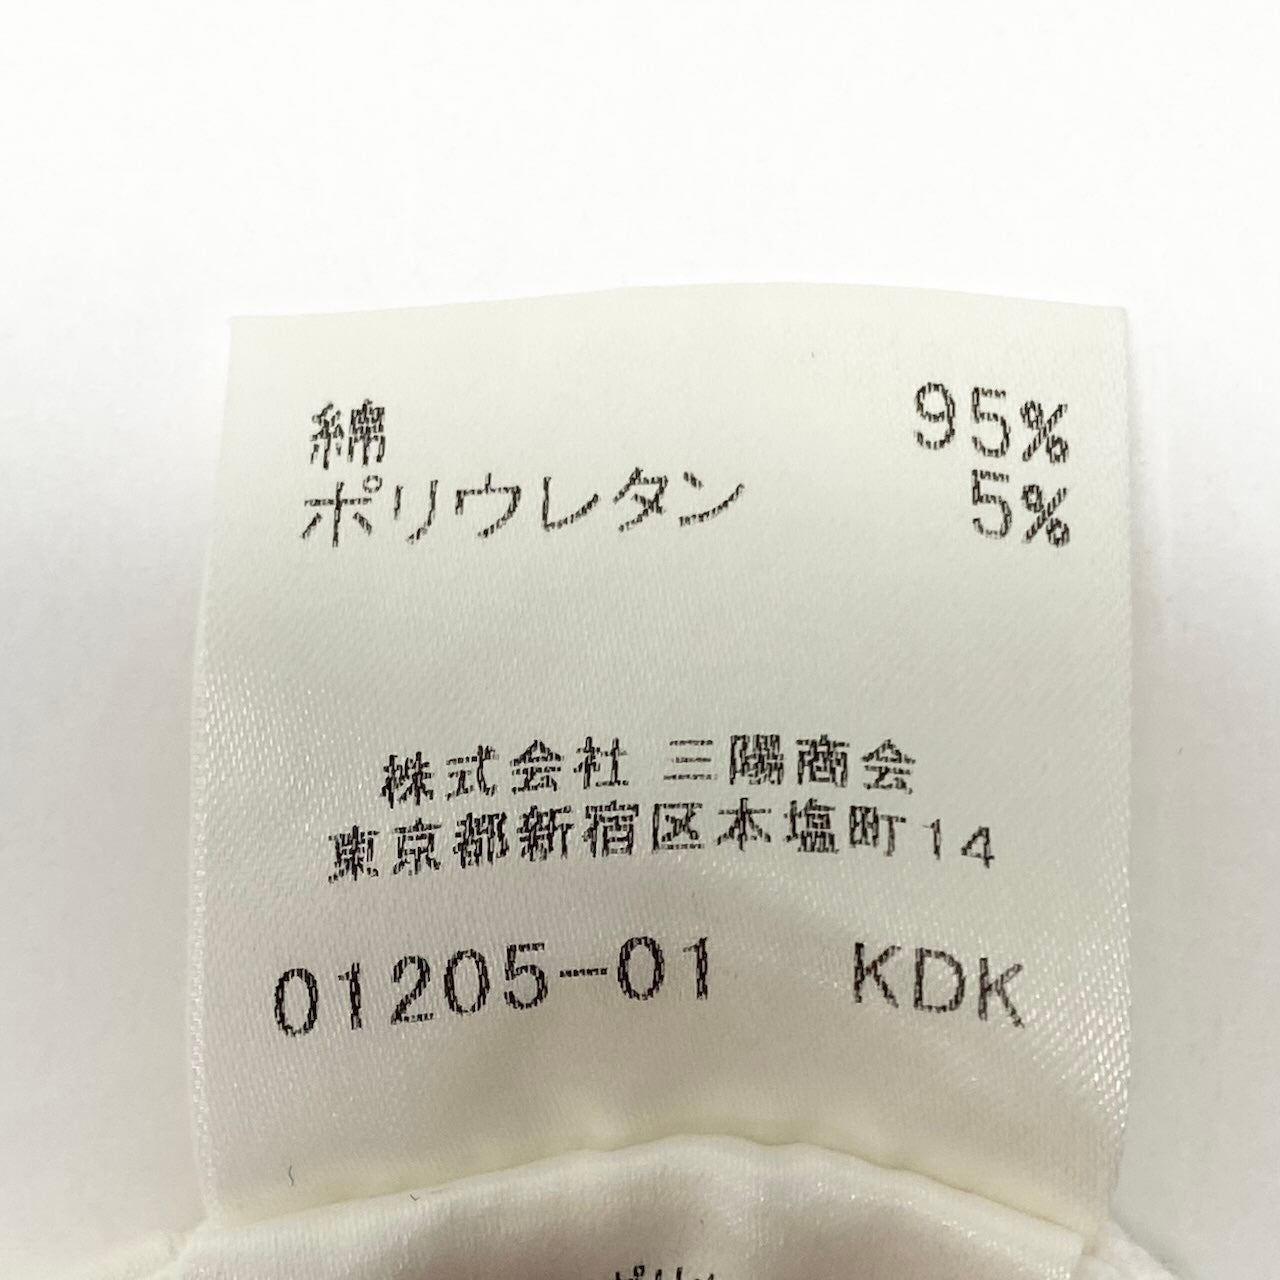 綿 95%
ポリウレタン 5%
株式会社 三陽商会
東京都新宿区本塩町14
01205-01 KDK